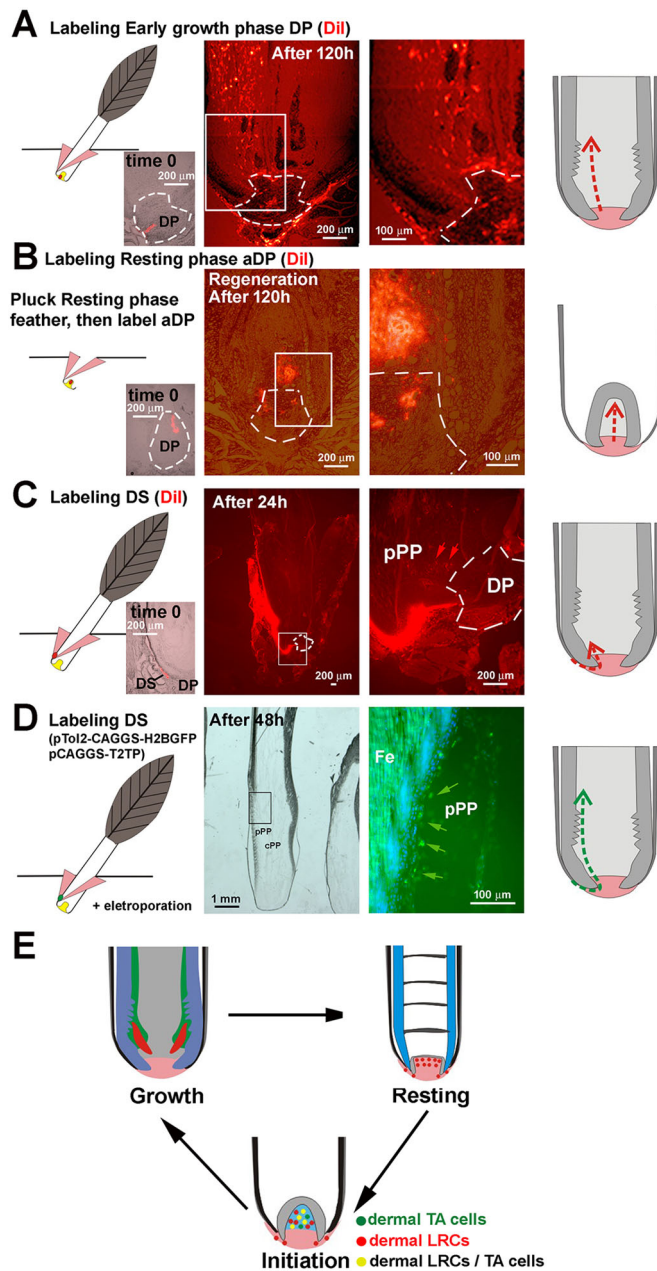 A Labeling Early growth phase DP (DiI)
After 120h
time 0
200 µm
DP
200 µm
100 µm
B Labeling Resting phase aDP (DiI)
Pluck Resting phase
feather, then label aDP
Regeneration
After 120h
time 0
200 µm
DP
200 µm
100 µm
C Labeling DS (DiI)
After 24h
time 0
200 µm
DS
DP
200 µm
pPP
DP
200 µm
D Labeling DS
(pTol2-CAGGS-H2BGFP
pCAGGS-T2TP)
+ eletroporation
After 48h
pPP
cPP
1 mm
Fe
pPP
100 µm
E
Growth
Resting
Initiation
dermal TA cells
dermal LRCs
dermal LRCs / TA cells